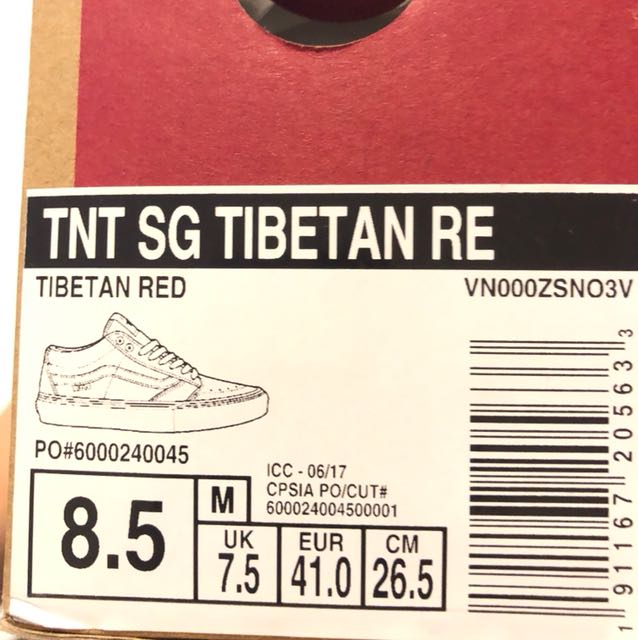 TNT SG TIBETAN RE
TIBETAN RED
VN000ZSNO3V
PO#6000240045
ICC - 06/17
CPSIA PO/CUT#
600024004500001
8.5
M
UK
7.5
EUR
41.0
CM
26.5
1 91167 20563 3